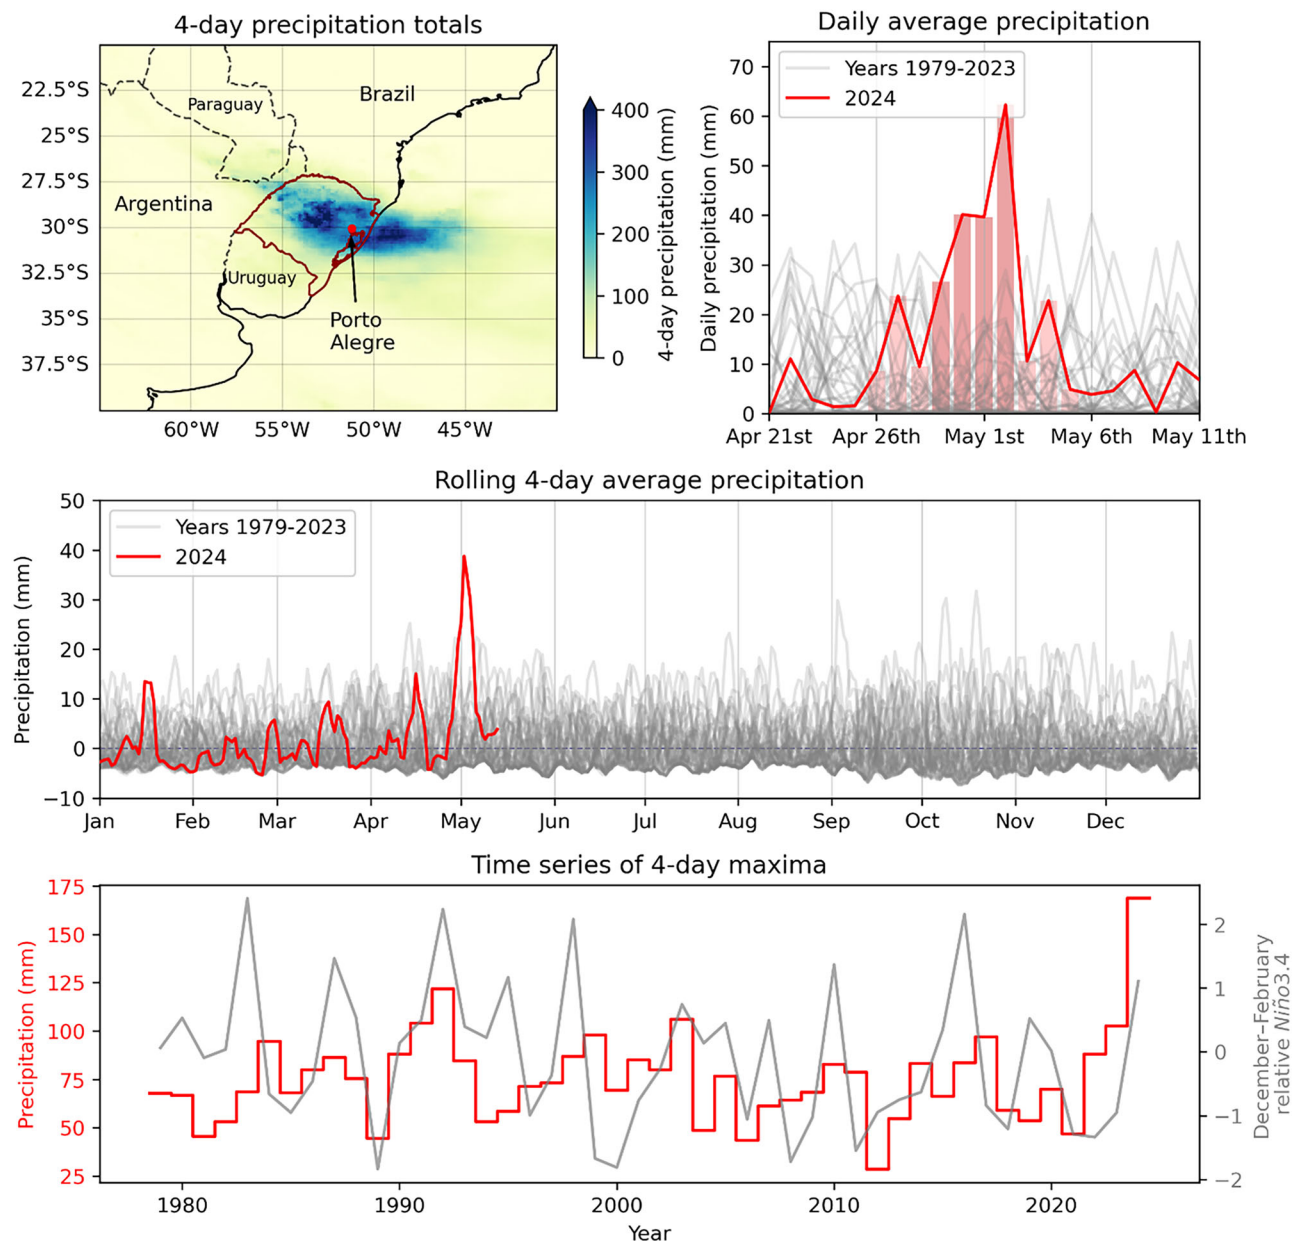 4-day precipitation totals
22.5°S
25°S
27.5°S
30°S
32.5°S
35°S
37.5°S
60°W
55°W
50°W
45°W
Paraguay
Brazil
Argentina
Uruguay
Porto
Alegre
400
300
200
100
0
4-day precipitation (mm)
Daily average precipitation
Years 1979-2023
2024
70
60
50
40
30
20
10
0
Daily precipitation (mm)
Apr 21st
Apr 26th
May 1st
May 6th
May 11th
Rolling 4-day average precipitation
Years 1979-2023
2024
50
40
30
20
10
0
−10
Precipitation (mm)
Jan
Feb
Mar
Apr
May
Jun
Jul
Aug
Sep
Oct
Nov
Dec
Time series of 4-day maxima
175
150
125
100
75
50
25
Precipitation (mm)
2
1
0
−1
−2
December–February
relative Niño3.4
1980
1990
2000
2010
2020
Year